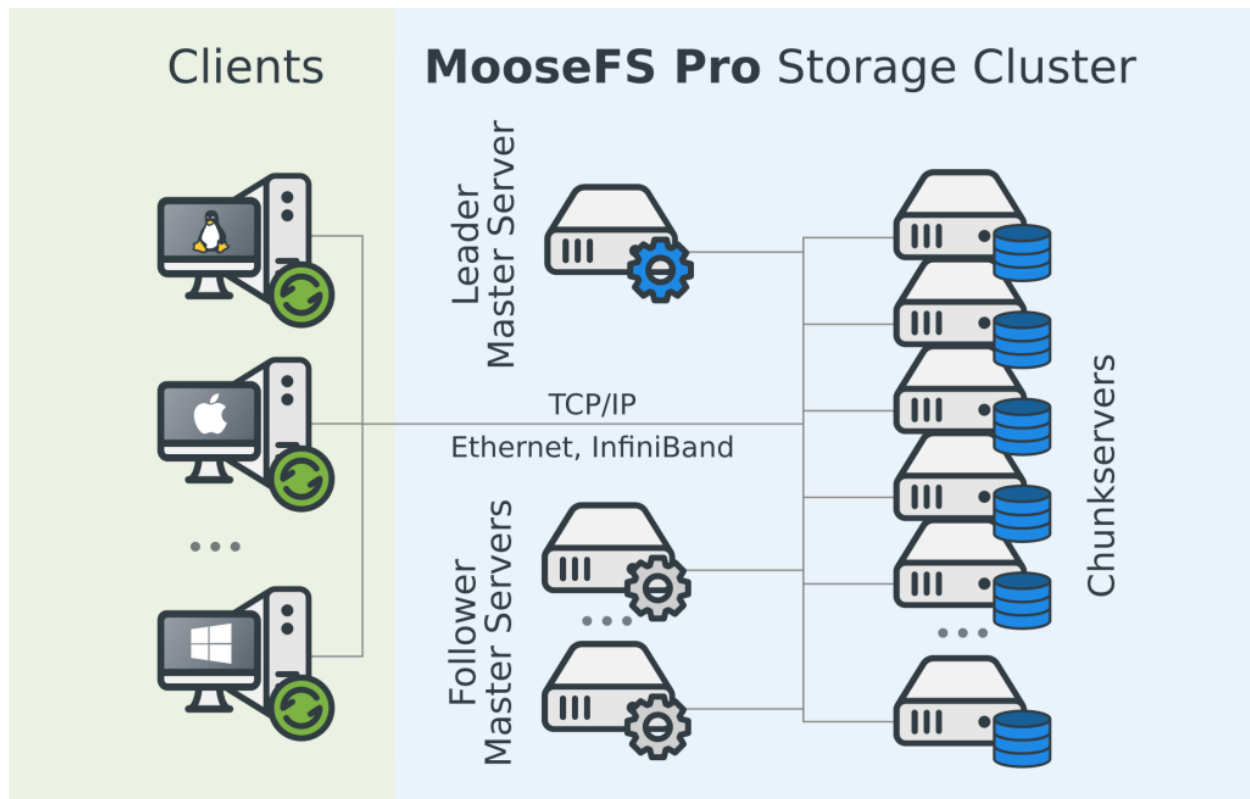 Clients
MooseFS Pro Storage Cluster
Leader
Master Server
TCP/IP
Ethernet, InfiniBand
Follower
Master Servers
Chunkservers